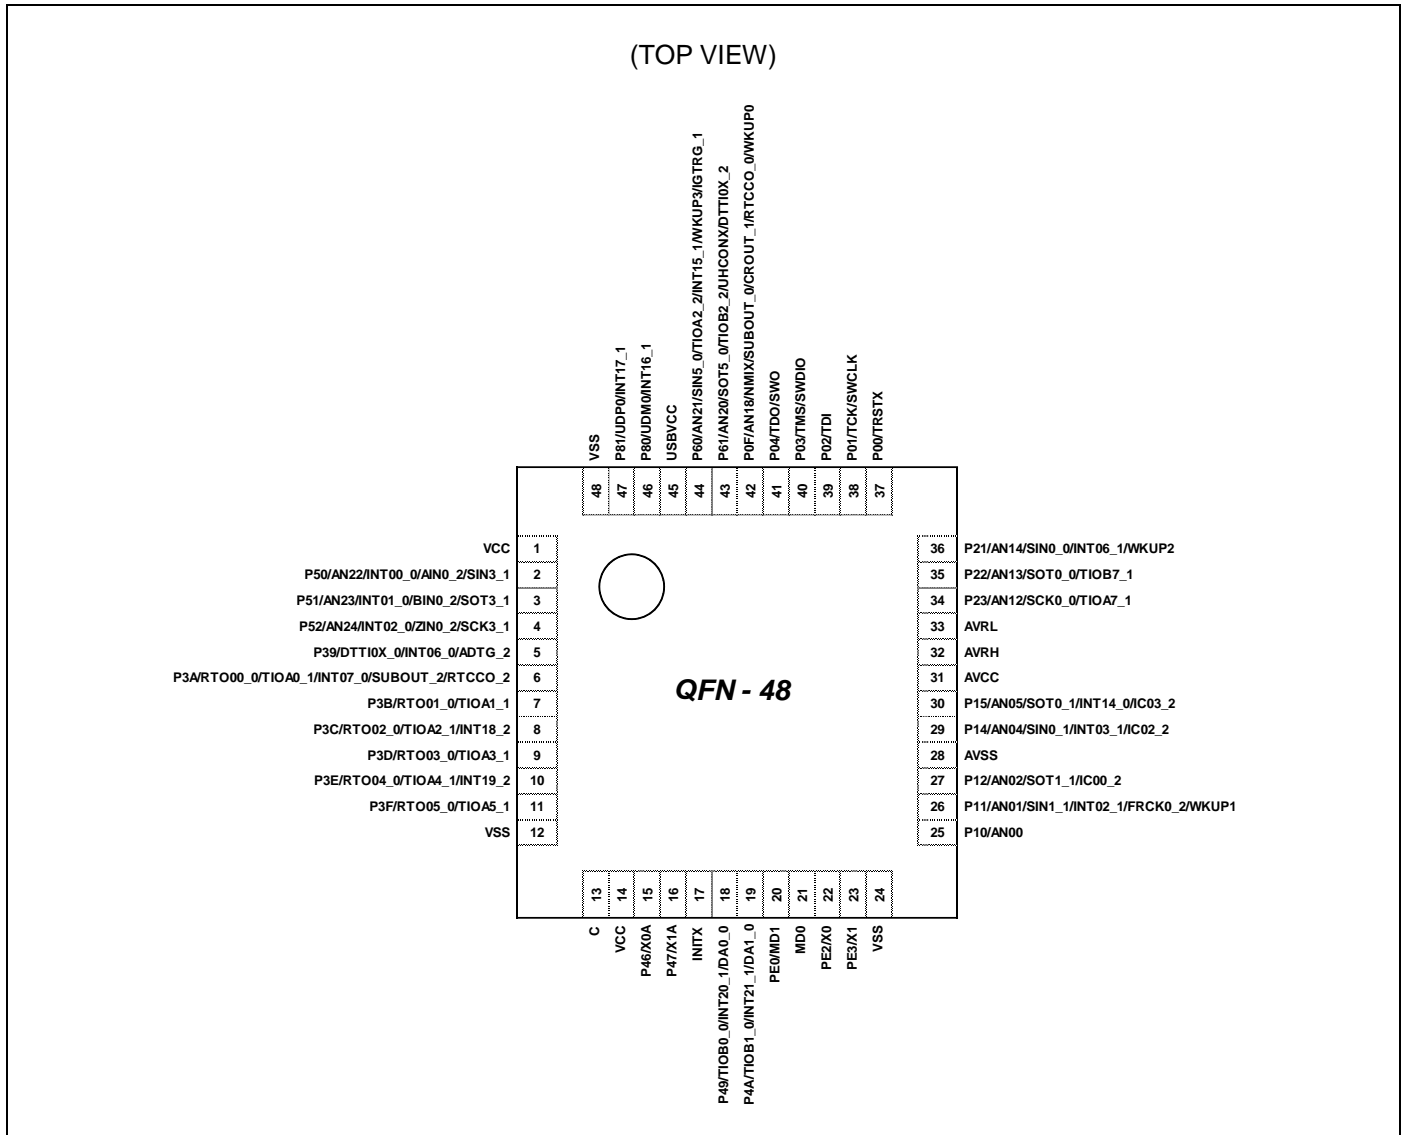 (TOP VIEW)
VSS
P81/UDP0/INT17_1
P80/UDM0/INT16_1
USBVCC
P60/AN21/SIN5_0/TIOA2_2/INT15_1/WKUP3/IGTRG_1
P61/AN20/SOT5_0/TIOB2_2/UHCONX/DTTI0X_2
P0F/AN18/NMIX/SUBOUT_0/CROUT_1/RTCCO_0/WKUP0
P04/TDO/SWO
P03/TMS/SWDIO
P02/TDI
P01/TCK/SWCLK
P00/TRSTX
48
47
46
45
44
43
42
41
40
39
38
37
VCC 1
P50/AN22/INT00_0/AIN0_2/SIN3_1 2
P51/AN23/INT01_0/BIN0_2/SOT3_1 3
P52/AN24/INT02_0/ZIN0_2/SCK3_1 4
P39/DTTI0X_0/INT06_0/ADTG_2 5
P3A/RTO00_0/TIOA0_1/INT07_0/SUBOUT_2/RTCCO_2 6
P3B/RTO01_0/TIOA1_1 7
P3C/RTO02_0/TIOA2_1/INT18_2 8
P3D/RTO03_0/TIOA3_1 9
P3E/RTO04_0/TIOA4_1/INT19_2 10
P3F/RTO05_0/TIOA5_1 11
VSS 12
QFN - 48
36 P21/AN14/SIN0_0/INT06_1/WKUP2
35 P22/AN13/SOT0_0/TIOB7_1
34 P23/AN12/SCK0_0/TIOA7_1
33 AVRL
32 AVRH
31 AVCC
30 P15/AN05/SOT0_1/INT14_0/IC03_2
29 P14/AN04/SIN0_1/INT03_1/IC02_2
28 AVSS
27 P12/AN02/SOT1_1/IC00_2
26 P11/AN01/SIN1_1/INT02_1/FRCK0_2/WKUP1
25 P10/AN00
13
14
15
16
17
18
19
20
21
22
23
24
C
VCC
P46/X0A
P47/X1A
INITX
P49/TIOB0_0/INT20_1/DA0_0
P4A/TIOB1_0/INT21_1/DA1_0
PE0/MD1
MD0
PE2/X0
PE3/X1
VSS